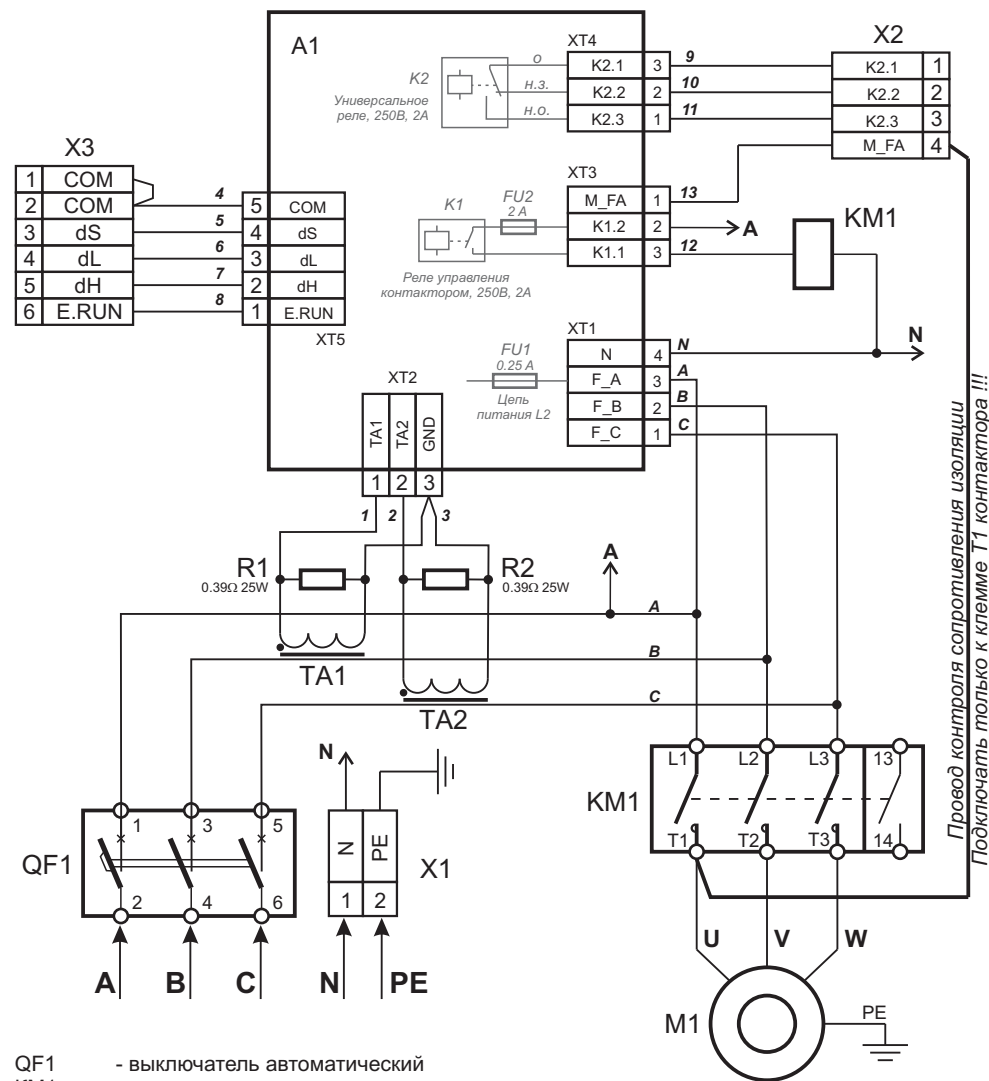 A1
XT4
X2
K2
Универсальное
реле, 250В, 2А
о
н.з.
н.о.
K2.1 3 9 K2.1 1
K2.2 2 10 K2.2 2
K2.3 1 11 K2.3 3
M_FA 4
X3
1 COM
2 COM 4 5 COM
3 dS 5 4 dS
4 dL 6 3 dL
5 dH 7 2 dH
6 E.RUN 8 1 E.RUN
XT5
XT3
K1
FU2
2 A
M_FA 1 13
K1.2 2 A
K1.1 3 12
KM1
Реле управления
контактором, 250В, 2А
XT1
FU1
0.25 A
Цепь
питания L2
N 4 N N
F_A 3 A
F_B 2 B
F_C 1 C
XT2
TA1 TA2 GND
1 2 3
1 2 3
R1
0.39Ω 25W
R2
0.39Ω 25W
A
A
TA1
B
TA2
C
Провод контроля сопротивления изоляции
Подключать только к клемме Т1 контактора !!!
KM1
L1 L2 L3 13
T1 T2 T3 14
N
QF1
1 3 5
2 4 6
N PE
1 2
X1
A B C N PE
U V W
M1
PE
QF1 - выключатель автоматический